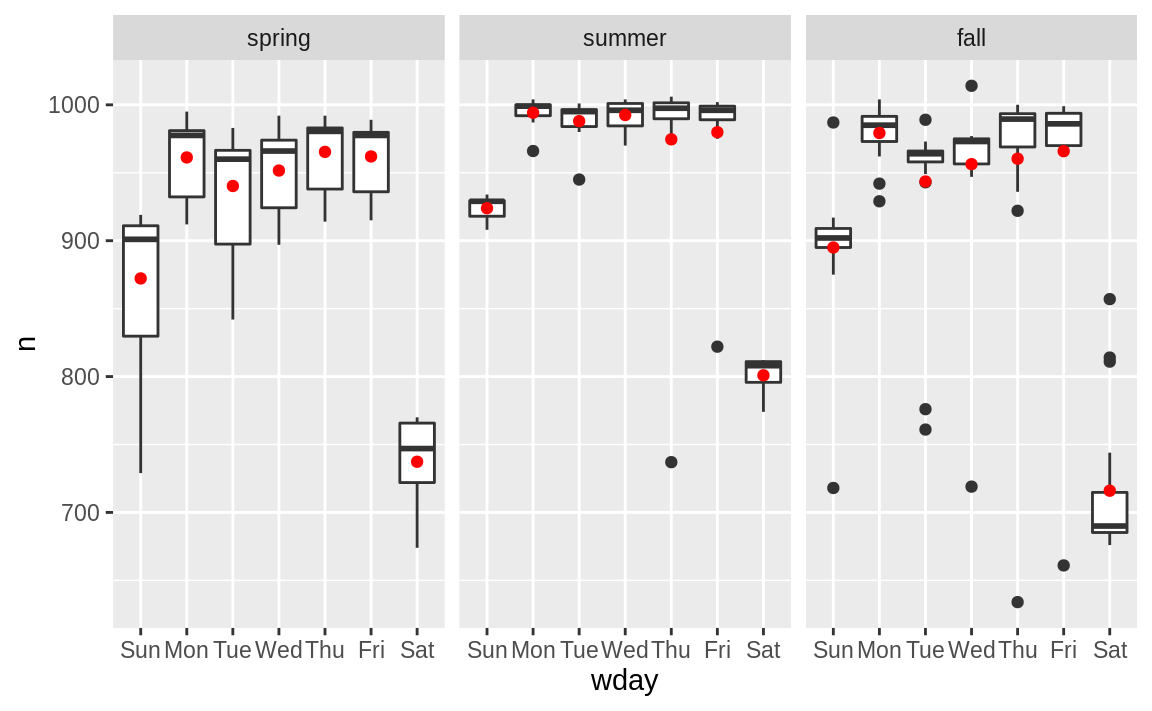 spring summer fall
1000
900
800
700
n
Sun Mon Tue Wed Thu Fri Sat Sun Mon Tue Wed Thu Fri Sat Sun Mon Tue Wed Thu Fri Sat
wday